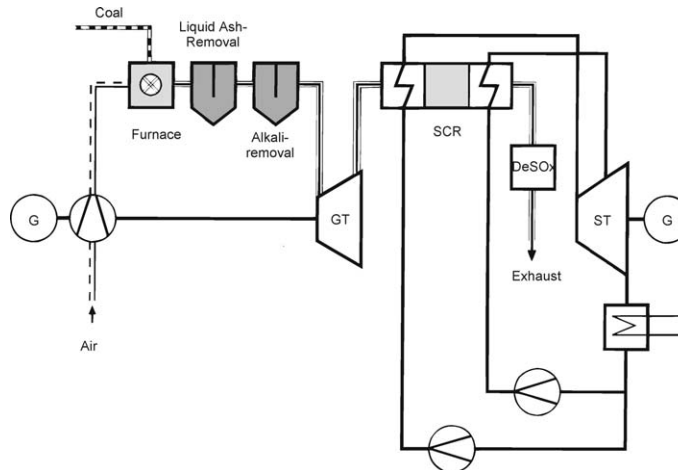 Coal
Liquid Ash-
Removal
Furnace
Alkali-
removal
SCR
DeSOx
G
GT
ST
G
Exhaust
Air